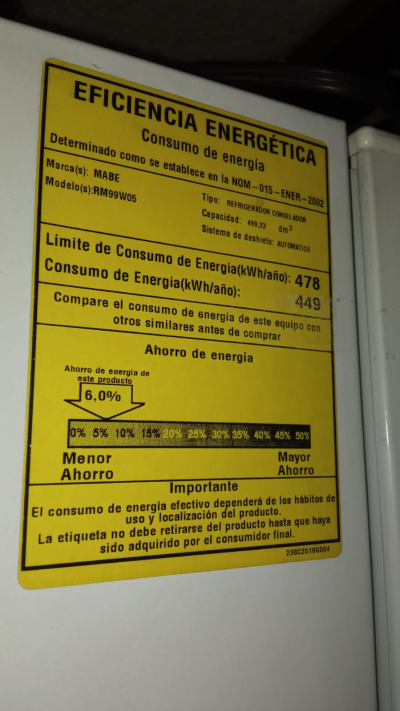 EFICIENCIA ENERGÉTICA
Consumo de energía
Determinado como se establece en la NOM-015-ENER-2002
Marca(s): MABE
Modelo(s):RM99W05
Tipo: REFRIGERADOR CONGELADOR
Capacidad: 499,23 dm3
Sistema de deshielo: AUTOMATICO
Limite de Consumo de Energía(kWh/año): 478
Consumo de Energía(kWh/año): 449
Compare el consumo de energía de este equipo con
otros similares antes de comprar
Ahorro de energía
Ahorro de energía de
este producto
6,0%
0% 5% 10% 15% 20% 25% 30% 35% 40% 45% 50%
Menor Mayor
Ahorro Ahorro
Importante
El consumo de energía efectivo dependerá de los hábitos de
uso y localización del producto.
La etiqueta no debe retirarse del producto hasta que haya
sido adquirido por el consumidor final.